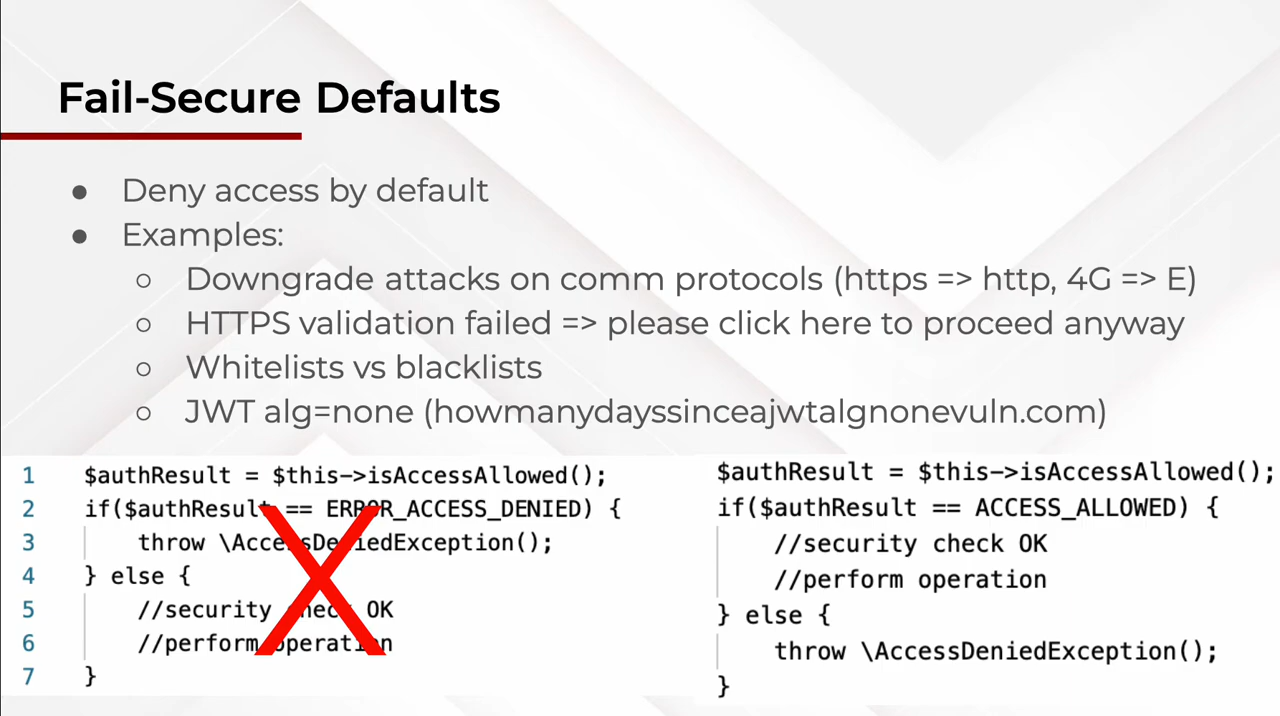 Fail-Secure Defaults
● Deny access by default
● Examples:
○ Downgrade attacks on comm protocols (https => http, 4G => E)
○ HTTPS validation failed => please click here to proceed anyway
○ Whitelists vs blacklists
○ JWT alg=none (howmanydayssinceajwtalgnonevuln.com)
1 $authResult = $this->isAccessAllowed();
2 if($authResult == ERROR_ACCESS_DENIED) {
3 throw \AccessDeniedException();
4 } else {
5 //security check OK
6 //perform operation
7 }
$authResult = $this->isAccessAllowed();
if($authResult == ACCESS_ALLOWED) {
//security check OK
//perform operation
} else {
throw \AccessDeniedException();
}